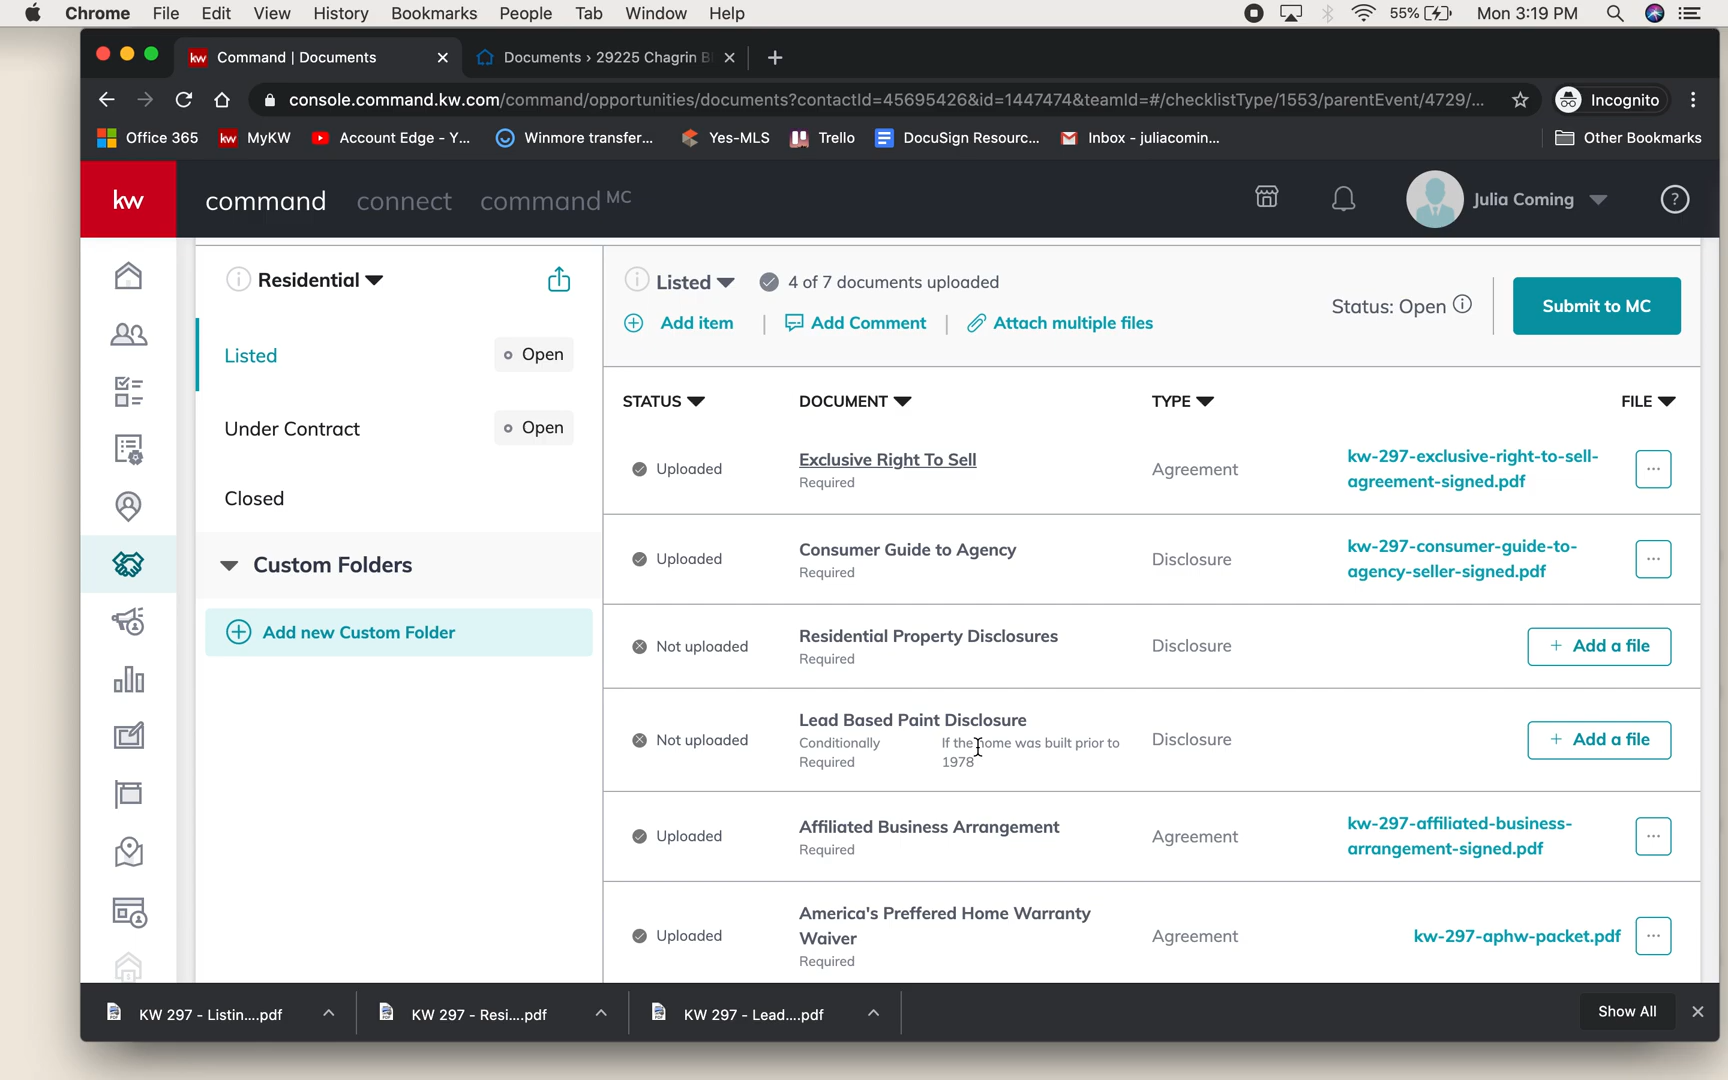 Chrome File Edit View History Bookmarks People Tab Window Help 55% Mon 3:19 PM
kw Command | Documents Documents › 29225 Chagrin B
console.command.kw.com/command/opportunities/documents?contactId=45695426&id=1447474&teamId=#/checklistType/1553/parentEvent/4729/... Incognito
Office 365 kw MyKW Account Edge - Y... Winmore transfer... Yes-MLS Trello DocuSign Resourc... Inbox - juliacomin... Other Bookmarks
kw command connect command MC Julia Coming ?
Residential
Listed Open
Under Contract Open
Closed
Custom Folders
Add new Custom Folder
Listed 4 of 7 documents uploaded
Add item | Add Comment | Attach multiple files
Status: Open Submit to MC
STATUS DOCUMENT TYPE FILE
Uploaded Exclusive Right To Sell Agreement kw-297-exclusive-right-to-sell-
Required agreement-signed.pdf ...
Uploaded Consumer Guide to Agency Disclosure kw-297-consumer-guide-to-
Required agency-seller-signed.pdf ...
Not uploaded Residential Property Disclosures Disclosure + Add a file
Required
Not uploaded Lead Based Paint Disclosure Disclosure + Add a file
Conditionally If the home was built prior to
Required 1978
Uploaded Affiliated Business Arrangement Agreement kw-297-affiliated-business-
Required arrangement-signed.pdf ...
Uploaded America's Preffered Home Warranty Agreement kw-297-aphw-packet.pdf ...
Waiver
Required
KW 297 - Listin....pdf KW 297 - Resi....pdf KW 297 - Lead....pdf Show All